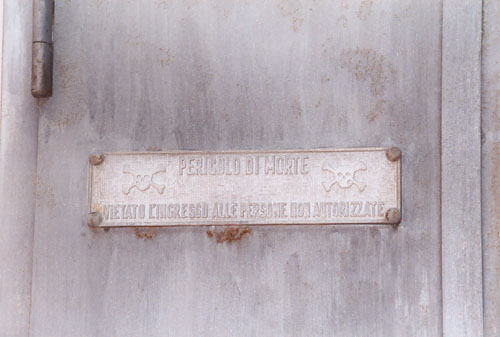 PERICOLO DI MORTE
VIETATO L'INGRESSO ALLE PERSONE NON AUTORIZZATE